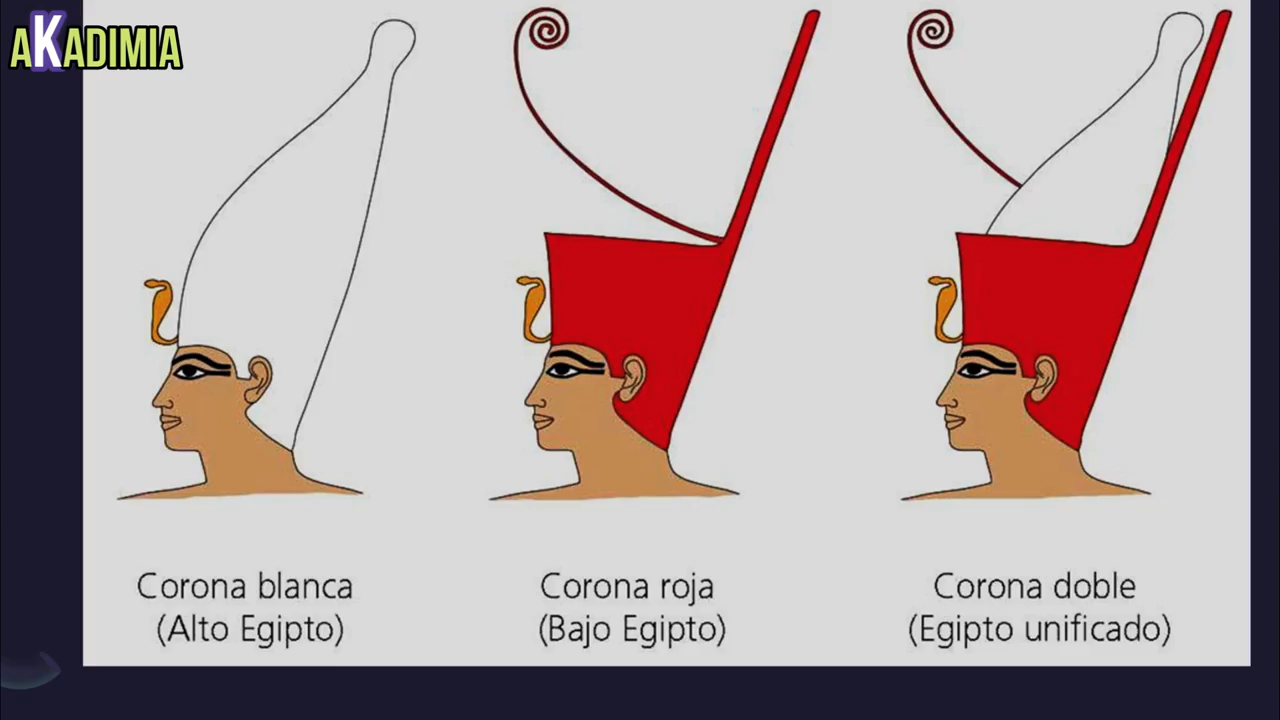 AKADIMIA
Corona blanca
(Alto Egipto)
Corona roja
(Bajo Egipto)
Corona doble
(Egipto unificado)